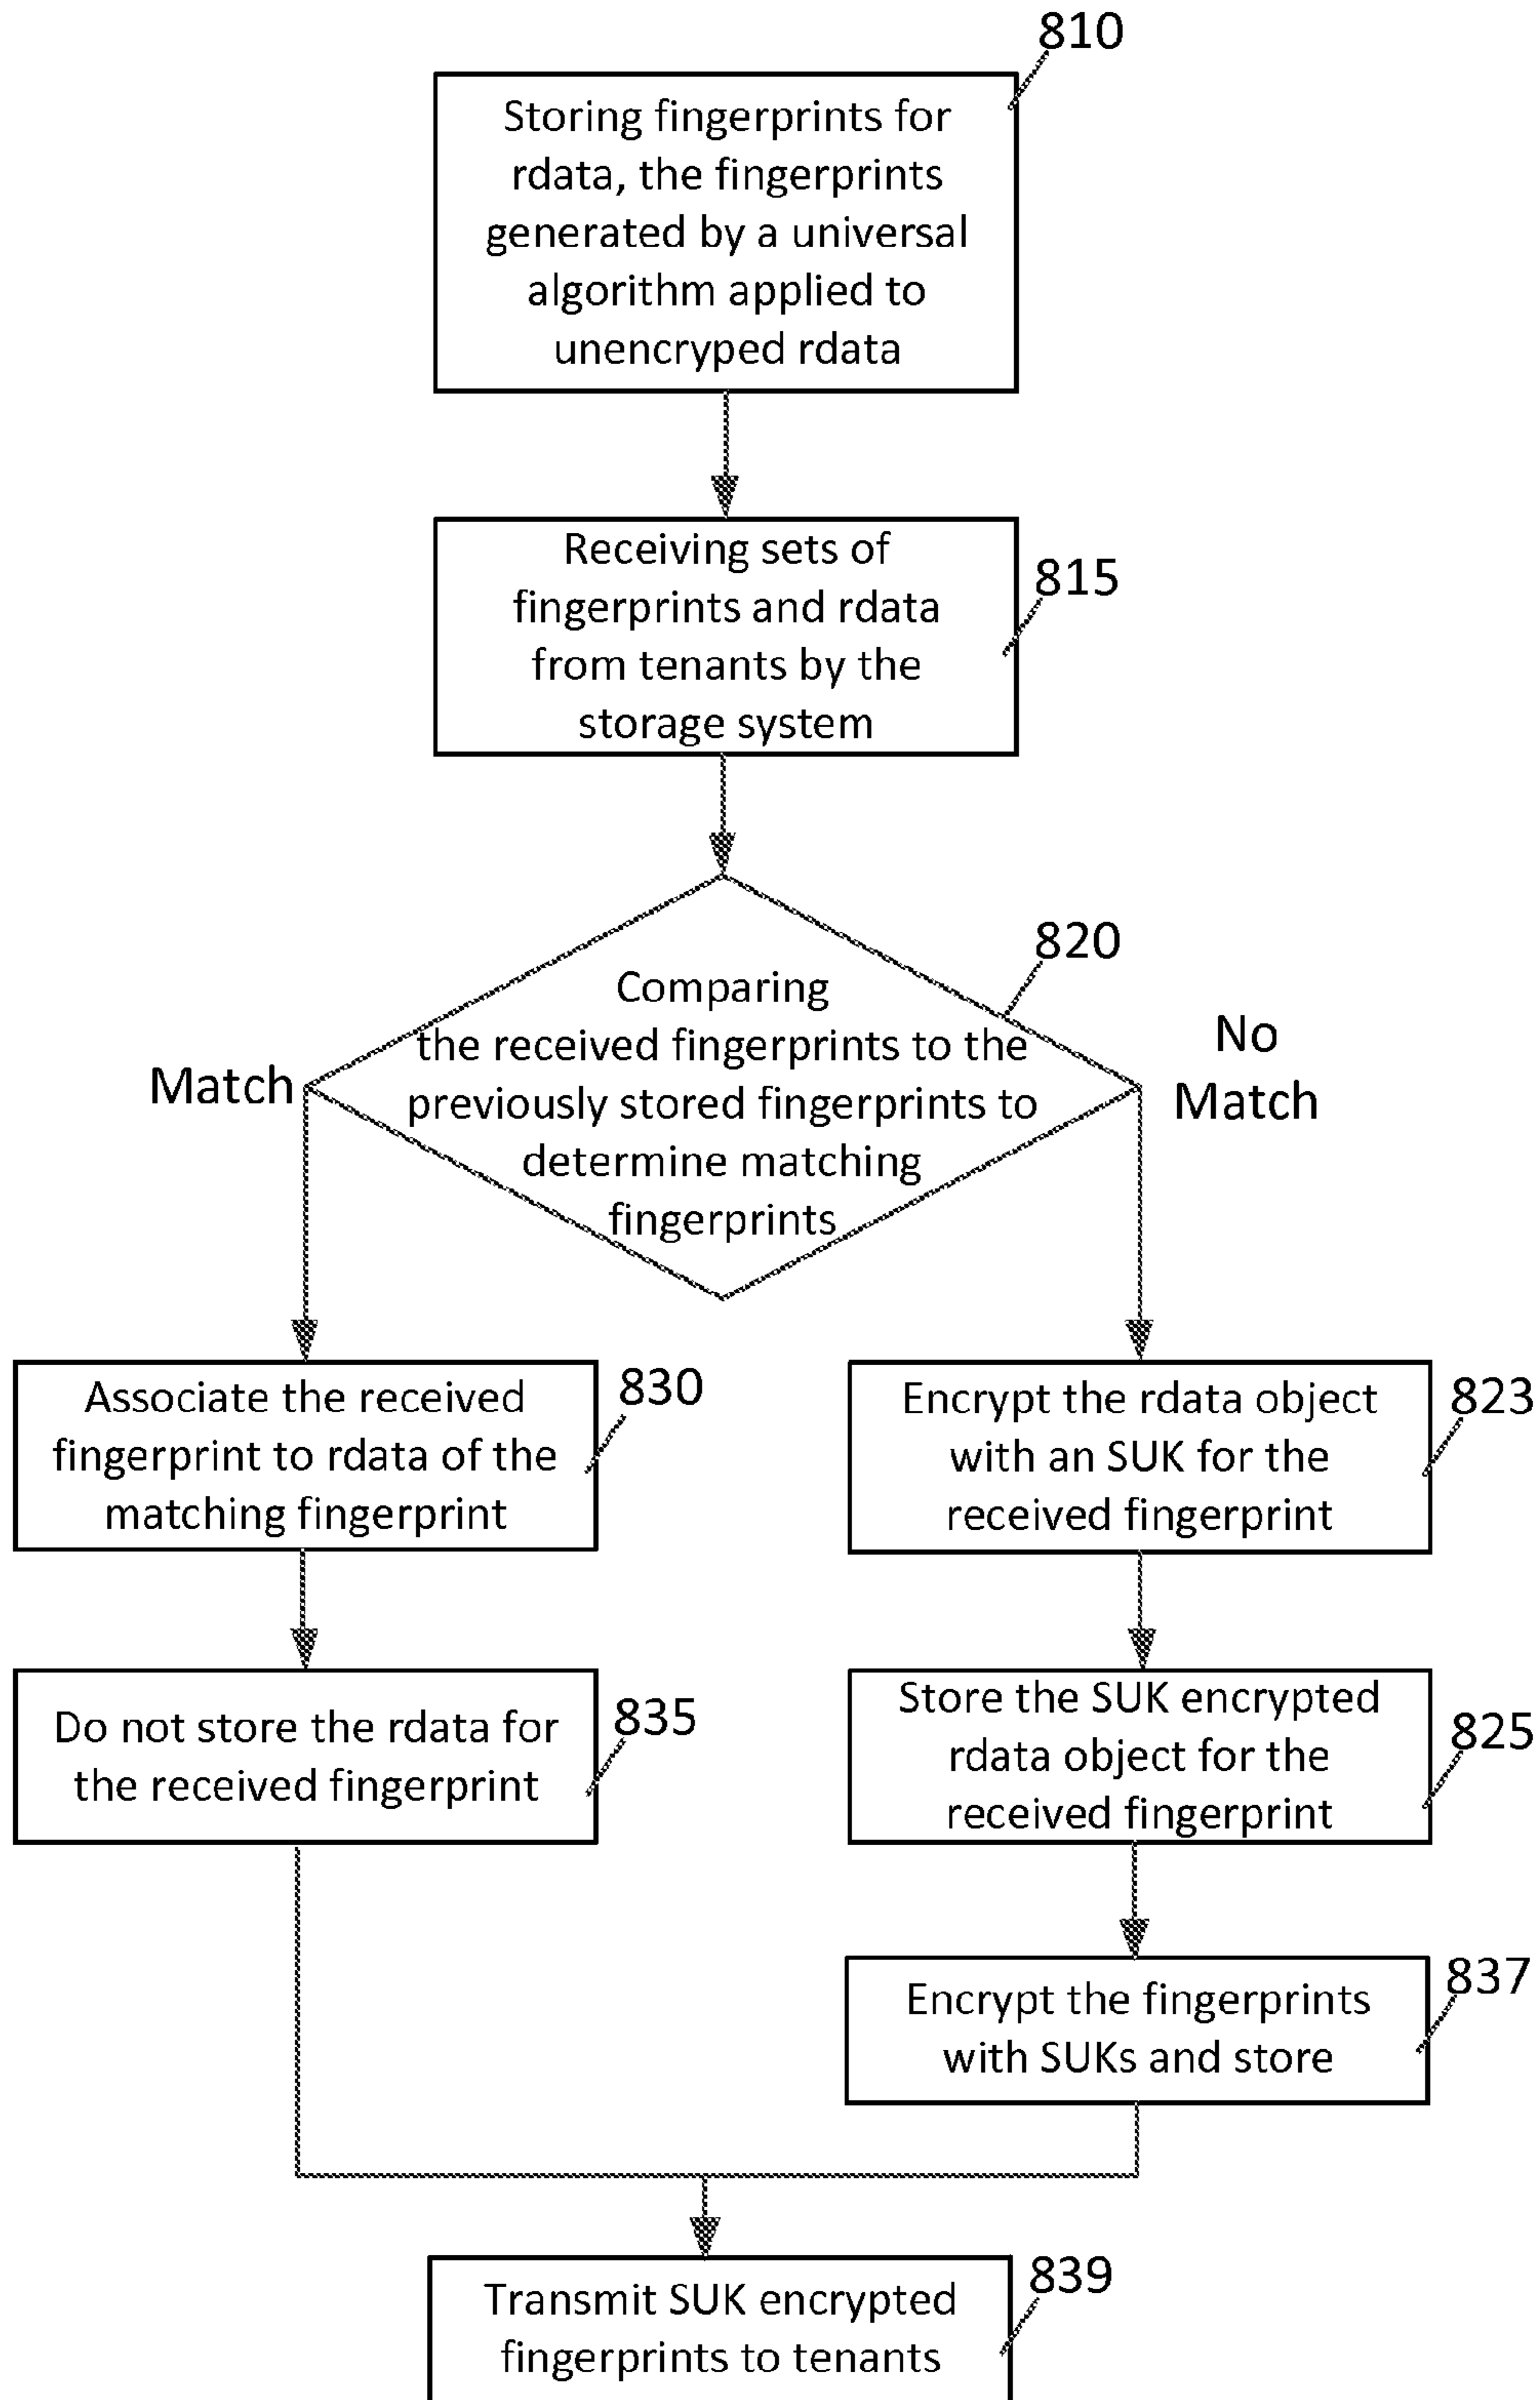 810
Storing fingerprints for
rdata, the fingerprints
generated by a universal
algorithm applied to
unencryped rdata
Receiving sets of
fingerprints and rdata
from tenants by the
storage system
815
820
Comparing
the received fingerprints to the
previously stored fingerprints to
determine matching
fingerprints
Match
No
Match
Associate the received
fingerprint to rdata of the
matching fingerprint
830
Encrypt the rdata object
with an SUK for the
received fingerprint
823
Do not store the rdata for
the received fingerprint
835
Store the SUK encrypted
rdata object for the
received fingerprint
825
Encrypt the fingerprints
with SUKs and store
837
Transmit SUK encrypted
fingerprints to tenants
839